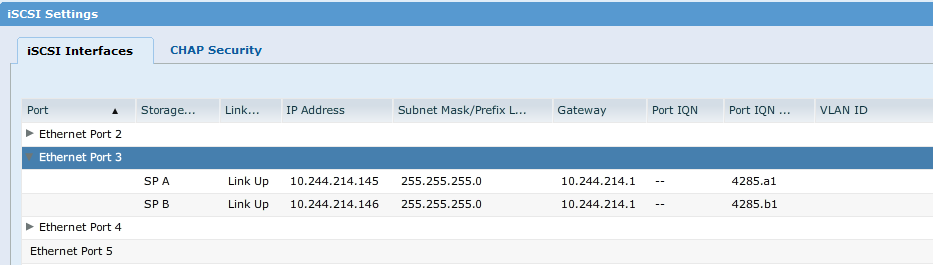 iSCSI Settings
iSCSI Interfaces CHAP Security
Port Storage... Link... IP Address Subnet Mask/Prefix L... Gateway Port IQN Port IQN ... VLAN ID
Ethernet Port 2
Ethernet Port 3
SP A Link Up 10.244.214.145 255.255.255.0 10.244.214.1 -- 4285.a1
SP B Link Up 10.244.214.146 255.255.255.0 10.244.214.1 -- 4285.b1
Ethernet Port 4
Ethernet Port 5